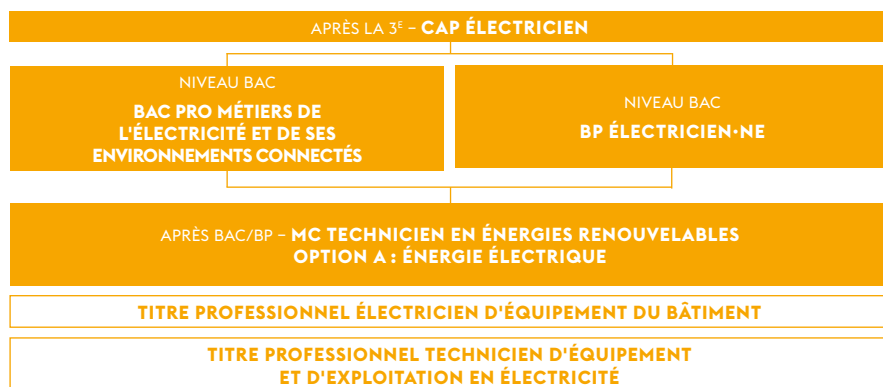 APRÈS LA 3E – CAP ÉLECTRICIEN
NIVEAU BAC
BAC PRO MÉTIERS DE
L'ÉLECTRICITÉ ET DE SES
ENVIRONNEMENTS CONNECTÉS
NIVEAU BAC
BP ÉLECTRICIEN·NE
APRÈS BAC/BP – MC TECHNICIEN EN ÉNERGIES RENOUVELABLES
OPTION A : ÉNERGIE ÉLECTRIQUE
TITRE PROFESSIONNEL ÉLECTRICIEN D'ÉQUIPEMENT DU BÂTIMENT
TITRE PROFESSIONNEL TECHNICIEN D'ÉQUIPEMENT
ET D'EXPLOITATION EN ÉLECTRICITÉ